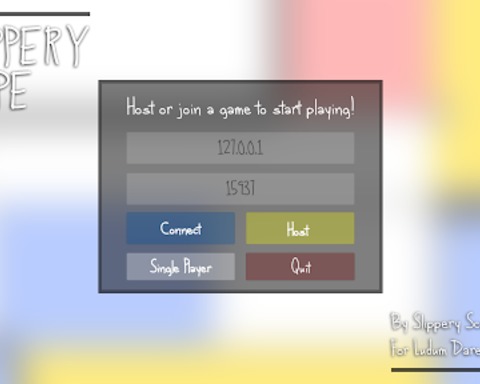 PPERY
PE
Host or join a game to start playing!
127.0.0.1
15937
Connect
Host
Single Player
Quit
By Slippery
For Ludum Dare